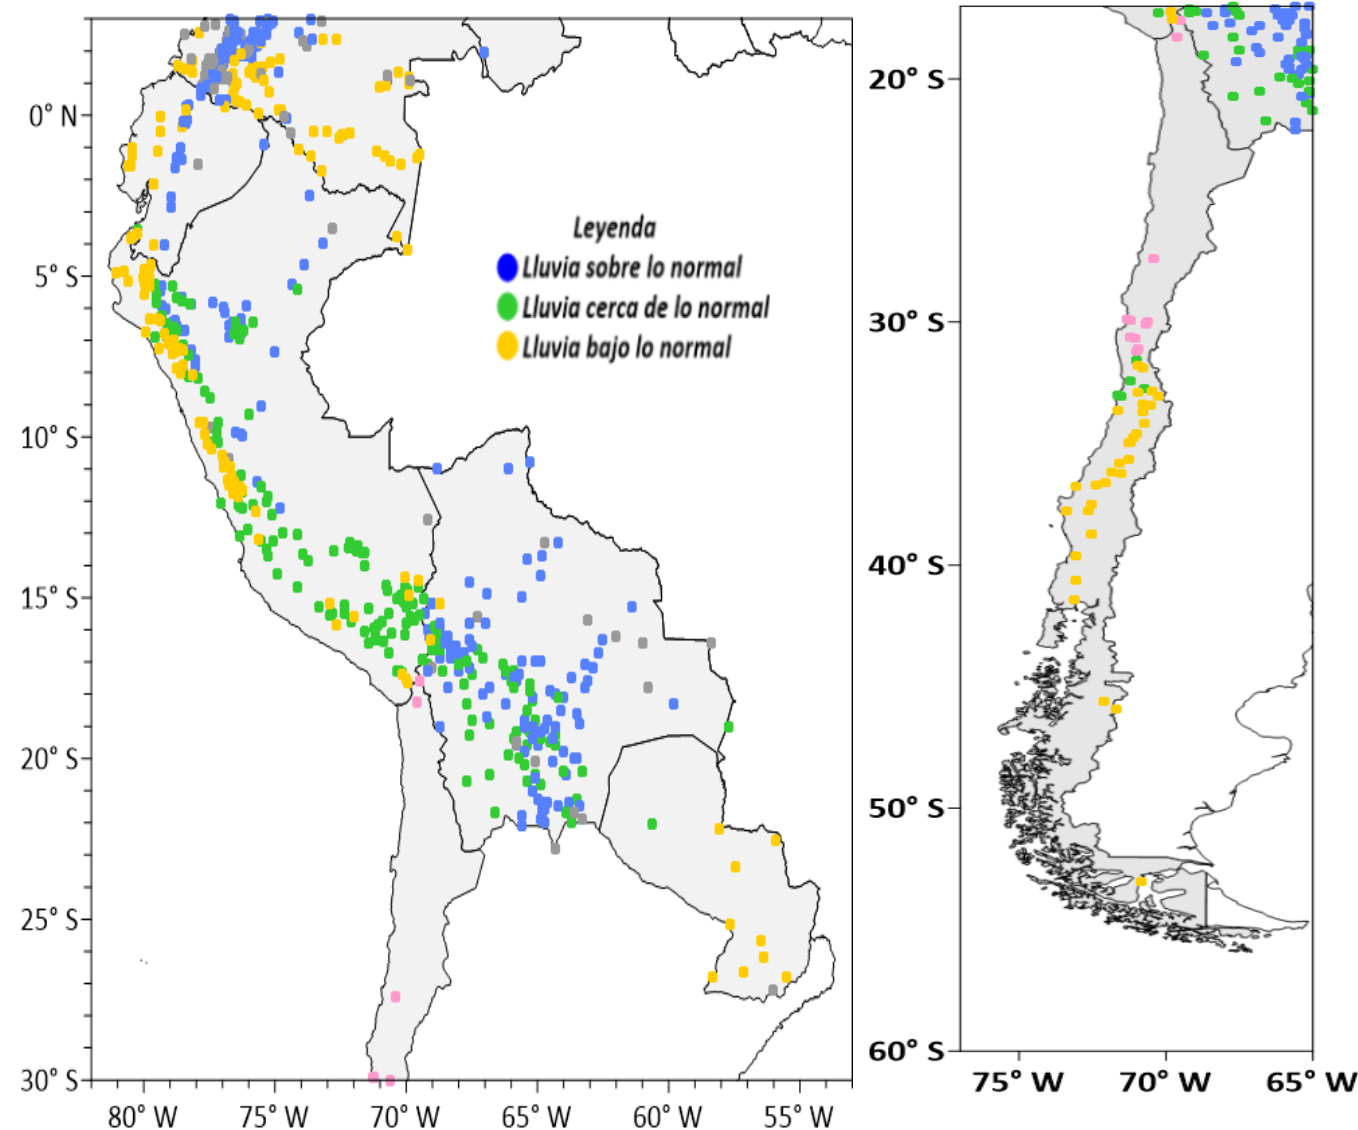 0° N
5° S
10° S
15° S
20° S
25° S
30° S
80° W
75° W
70° W
65° W
60° W
55° W
Leyenda
Lluvia sobre lo normal
Lluvia cerca de lo normal
Lluvia bajo lo normal
20° S
30° S
40° S
50° S
60° S
75° W
70° W
65° W